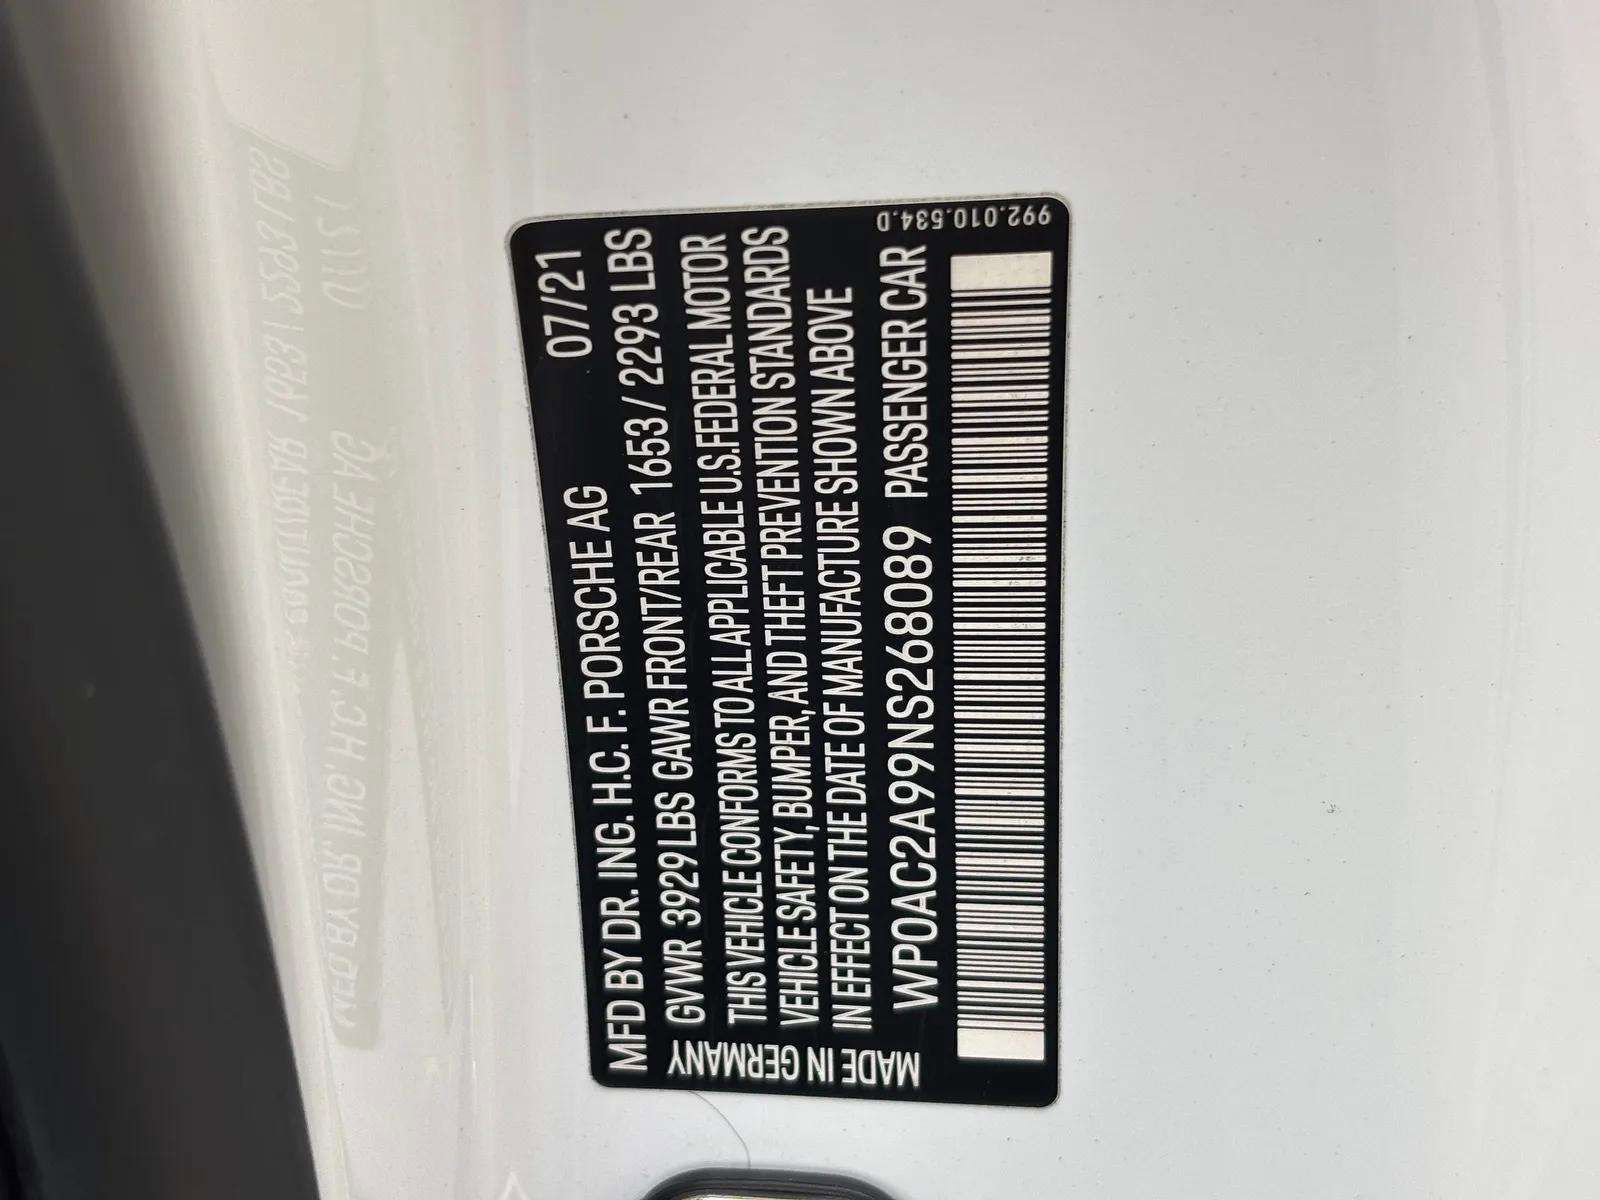 MFD BY DR. ING. H.C. F. PORSCHE AG 07/21
GVWR 3929 LBS GAWR FRONT/REAR 1653 / 2293 LBS
THIS VEHICLE CONFORMS TO ALL APPLICABLE U.S. FEDERAL MOTOR
VEHICLE SAFETY, BUMPER, AND THEFT PREVENTION STANDARDS
IN EFFECT ON THE DATE OF MANUFACTURE SHOWN ABOVE
WP0AC2A99NS268089 PASSENGER CAR
MADE IN GERMANY
992.010.534.D